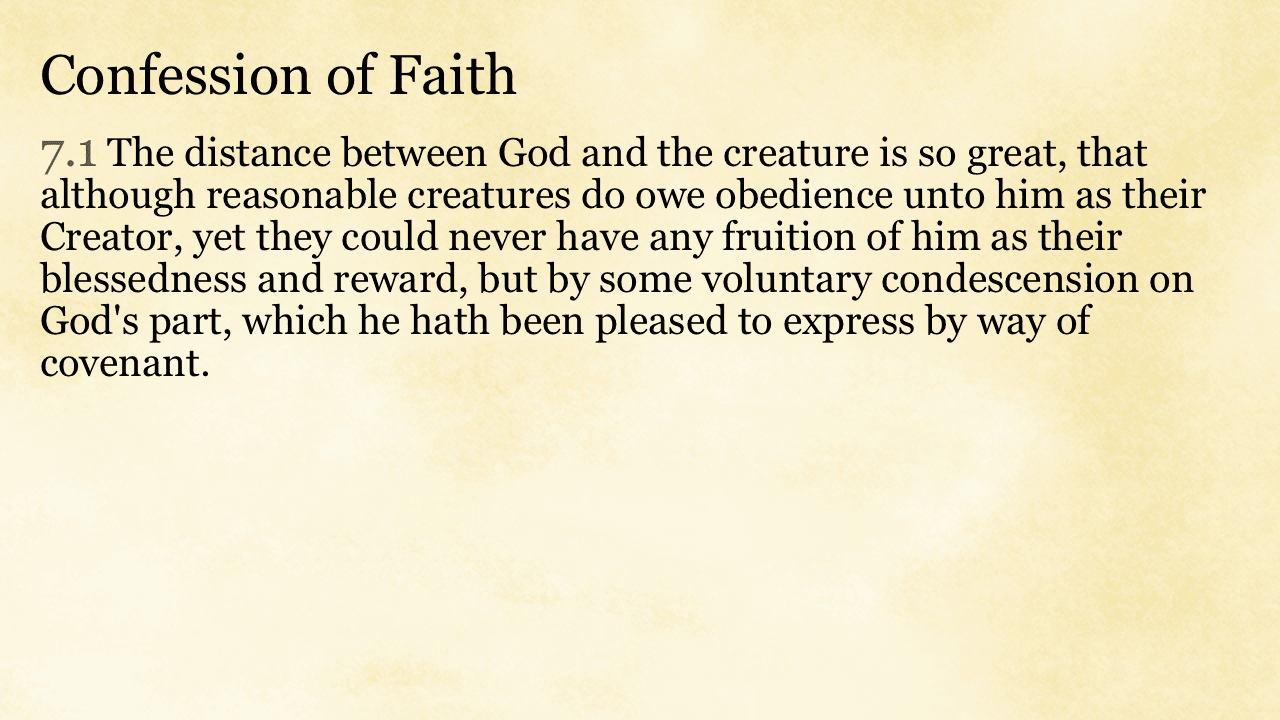 Confession of Faith
7.1 The distance between God and the creature is so great, that
although reasonable creatures do owe obedience unto him as their
Creator, yet they could never have any fruition of him as their
blessedness and reward, but by some voluntary condescension on
God's part, which he hath been pleased to express by way of
covenant.